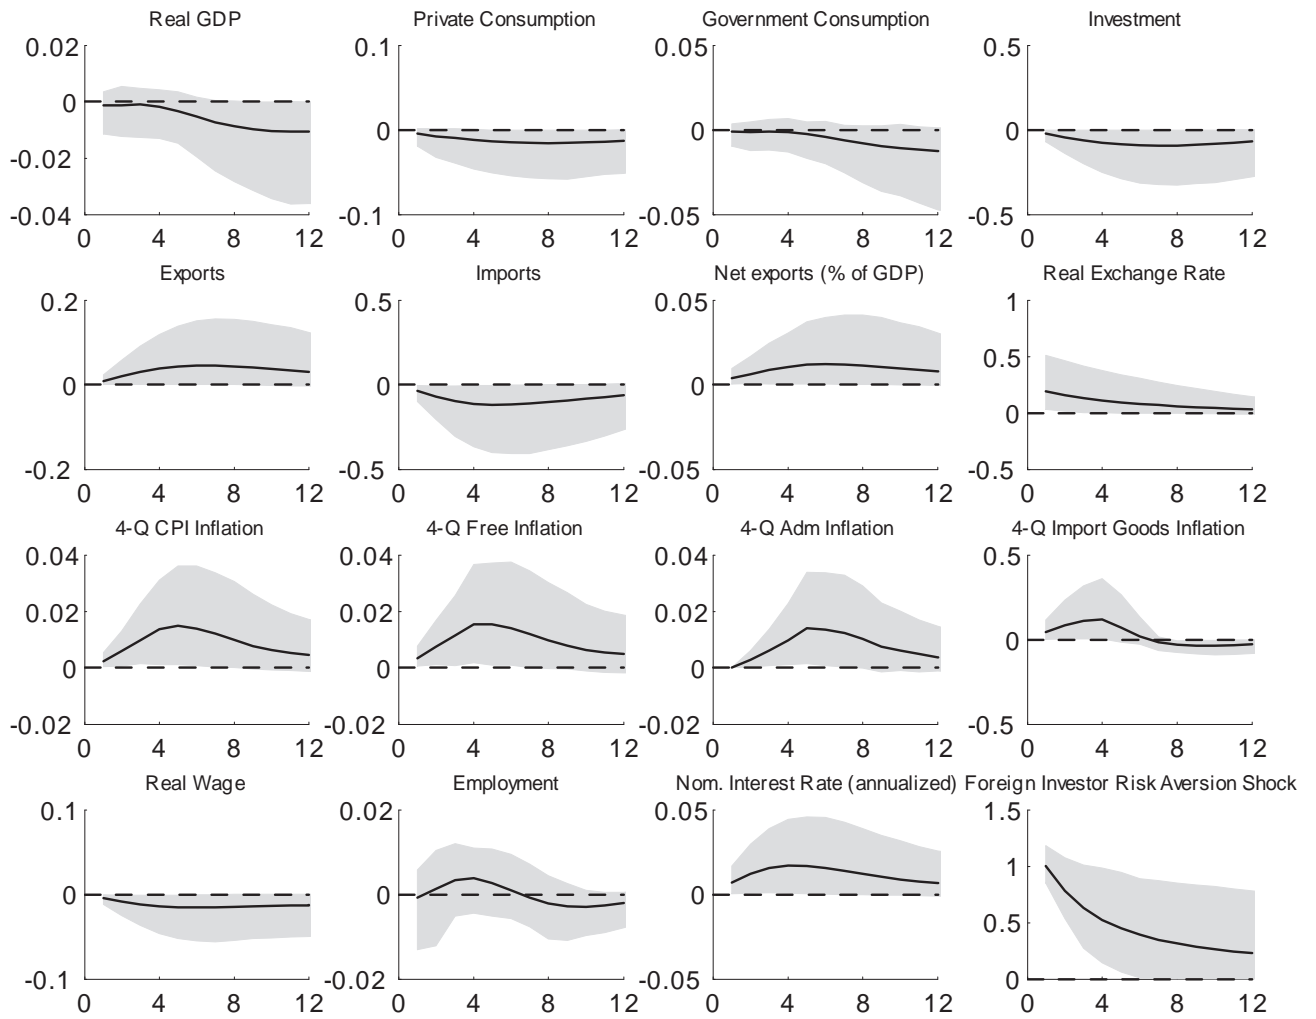 Real GDP Private Consumption Government Consumption Investment
0.02 0.1 0.05 0.5
0 0 0 0
-0.02
-0.04 -0.1 -0.05 -0.5
0 4 8 12 0 4 8 12 0 4 8 12 0 4 8 12
Exports Imports Net exports (% of GDP) Real Exchange Rate
0.2 0.5 0.05 1
0.5
0 0 0 0
-0.2 -0.5 -0.05 -0.5
0 4 8 12 0 4 8 12 0 4 8 12 0 4 8 12
4-Q CPI Inflation 4-Q Free Inflation 4-Q Adm Inflation 4-Q Import Goods Inflation
0.04 0.04 0.04 0.5
0.02 0.02 0.02 0
0 0 0
-0.02 -0.02 -0.02 -0.5
0 4 8 12 0 4 8 12 0 4 8 12 0 4 8 12
Real Wage Employment Nom. Interest Rate (annualized) Foreign Investor Risk Aversion Shock
0.1 0.02 0.05 1.5
1
0 0 0
0.5
-0.1 -0.02 -0.05 0
0 4 8 12 0 4 8 12 0 4 8 12 0 4 8 12